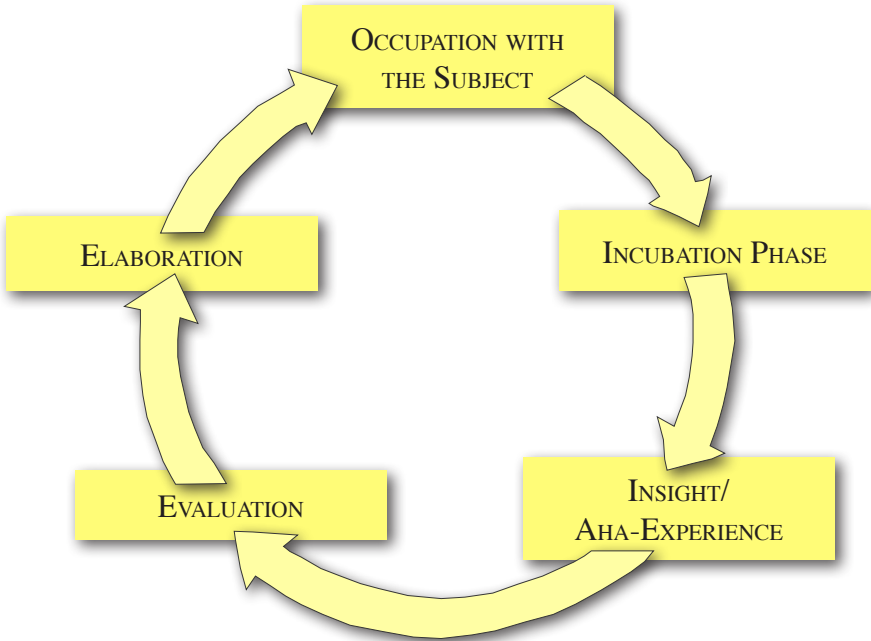 Occupation with
the Subject
Incubation Phase
Insight/
Aha-Experience
Evaluation
Elaboration